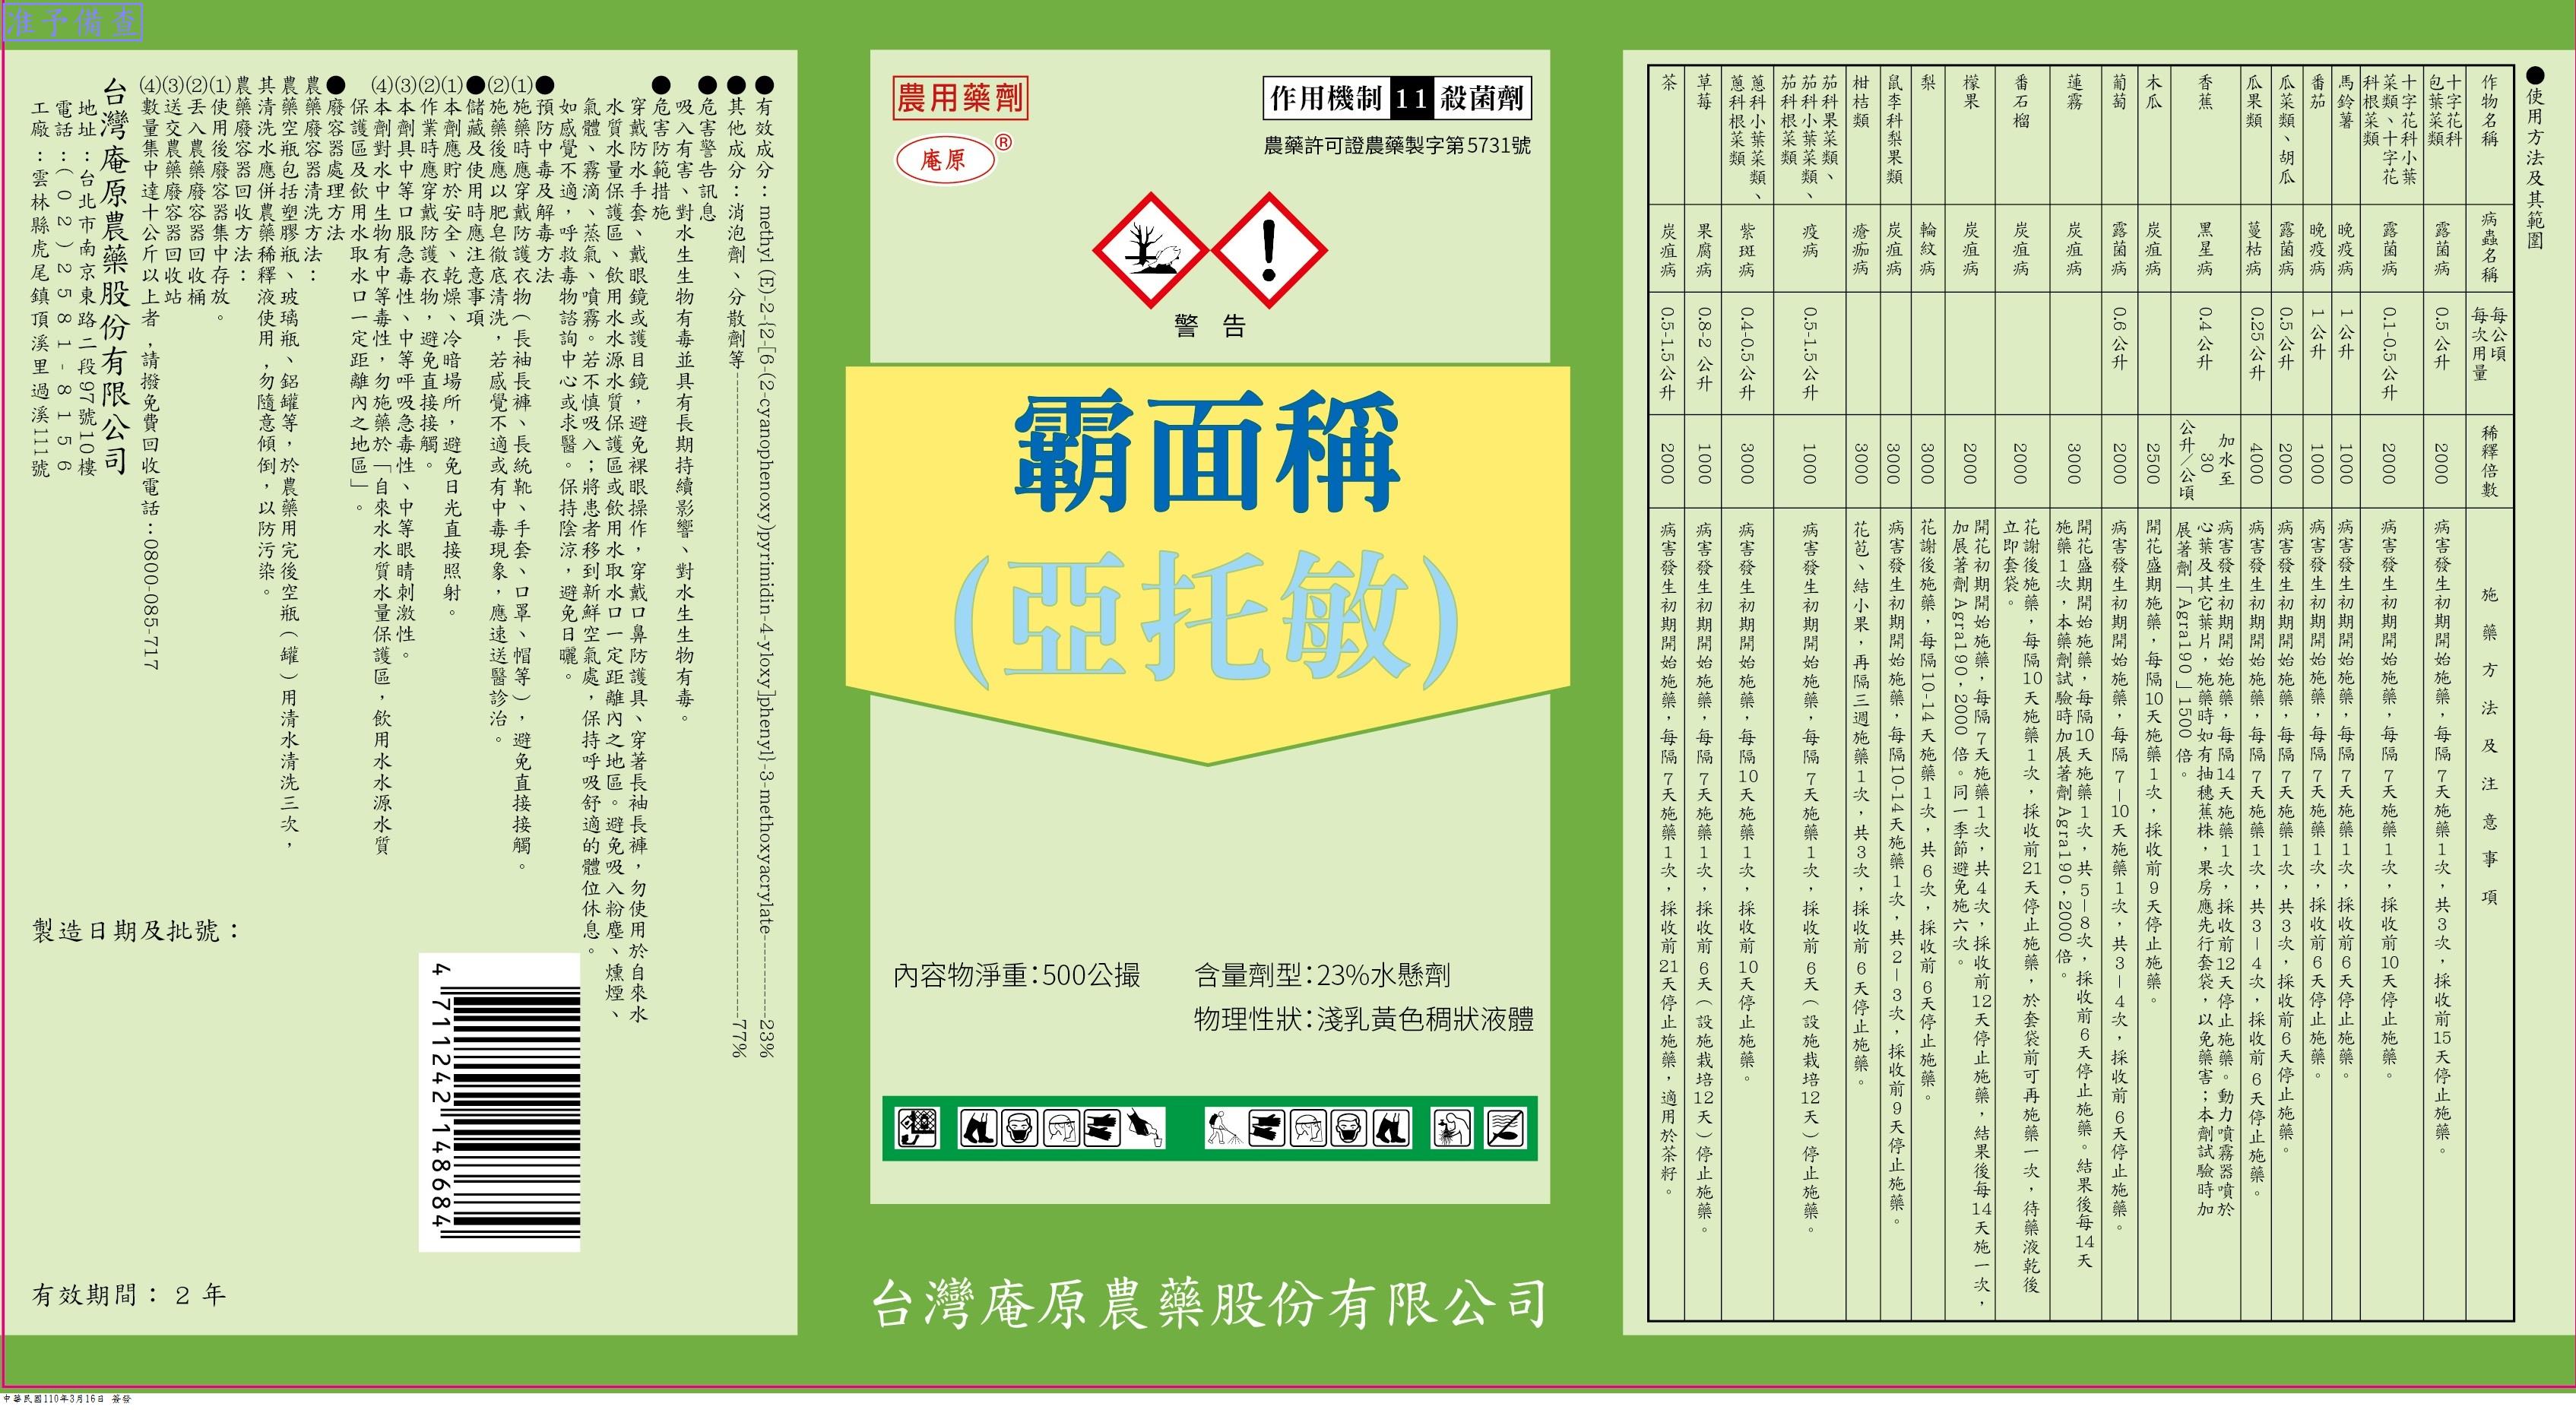 准予備查
●有效成分：methyl (E)-2-{2-[6-(2-cyanophenoxy)pyrimidin-4-yloxy]phenyl}-3-methoxyacrylate-----------23%
●其他成分：消泡劑、分散劑等-----------77%
●危害警告訊息
吸入有害、對水生生物有毒並具有長期持續影響、對水生生物有毒。
●危害防範措施
穿戴防水手套、戴眼鏡或護目鏡，避免裸眼操作，穿戴口鼻防護具、穿著長袖長褲，勿使用於自來水
水質水量保護區、飲用水水源水質保護區或飲用水取水口一定距離內之地區。避免吸入粉塵、燻煙、
氣體、霧滴、蒸氣、噴霧。若不慎吸入；將患者移到新鮮空氣處，保持呼吸舒適的體位休息。
如感覺不適，呼救毒物諮詢中心或求醫。保持陰涼，避免日曬。
●預防中毒及解毒方法
(1)施藥時應穿戴防護衣物（長袖長褲、長統靴、手套、口罩、帽等），避免直接接觸。
(2)施藥後應以肥皂徹底清洗，若感覺不適或有中毒現象，應速送醫診治。
●儲藏及使用時應注意事項
(1)本劑應貯於安全、乾燥、冷暗場所，避免日光直接照射。
(2)作業時應穿戴防護衣物，避免直接接觸。
(3)本劑具中等口服急毒性、中等呼吸急毒性、中等眼睛刺激性。
(4)本劑對水中生物有中等毒性，勿施藥於「自來水水質水量保護區，飲用水水源水質
保護區及飲用水取水口一定距離內之地區」。
●廢容器處理方法
農藥廢容器清洗方法：
農藥空瓶包括塑膠瓶、玻璃瓶、鋁罐等，於農藥用完後空瓶（罐）用清水清洗三次，
其清洗水應併農藥稀釋液使用，勿隨意傾倒，以防污染。
農藥廢容器回收方法：
(1)使用後廢容器集中存放。
(2)丟入農藥廢容器回收桶
(3)送交農藥廢容器回收站
(4)數量集中達十公斤以上者，請撥免費回收電話：0800-085-717
台灣庵原農藥股份有限公司
地址：台北市南京東路二段97號10樓
電話：(02)2581-8156
工廠：雲林縣虎尾鎮頂溪里過溪111號
製造日期及批號：
4711242148684
有效期間：2 年
農用藥劑
庵原®
作用機制 11 殺菌劑
農藥許可證農藥製字第5731號
警 告
霸面稱
(亞托敏)
內容物淨重：500公撮
含量劑型：23%水懸劑
物理性狀：淺乳黃色稠狀液體
台灣庵原農藥股份有限公司
●使用方法及其範圍
作物名稱 病蟲名稱 每公頃每次用量 稀釋倍數 施藥方法及注意事項
十字花科包葉菜類 露菌病 0.5公升 2000 病害發生初期開始施藥，每隔 7天施藥1次，共3次，採收前15天停止施藥。
十字花科小葉菜類、十字花科根菜類 露菌病 0.1-0.5公升 2000 病害發生初期開始施藥，每隔 7天施藥1次，採收前10天停止施藥。
馬鈴薯 晚疫病 1公升 1000 病害發生初期開始施藥，每隔 7天施藥1次，採收前6天停止施藥。
番茄 晚疫病 1公升 1000 病害發生初期開始施藥，每隔 7天施藥1次，採收前6天停止施藥。
瓜菜類、胡瓜 露菌病 0.5公升 2000 病害發生初期開始施藥，每隔 7天施藥1次，共3次，採收前6天停止施藥。
瓜果類 蔓枯病 0.25公升 4000 病害發生初期開始施藥，每隔 7天施藥1次，共3－4次，採收前 6天停止施藥。
香蕉 黑星病 0.4公升 加水至30公升／公頃 病害發生初期開始施藥，每隔14天施藥1次，採收前12天停止施藥。動力噴霧器噴於
心葉及其它葉片，施藥時如有抽穗蕉株，果房應先行套袋，以免藥害；本劑試驗時加
展著劑「Agral90」1500 倍。
木瓜 炭疽病 2500 開花盛期施藥，每隔10天施藥1次，採收前9天停止施藥。
葡萄 露菌病 0.6公升 2000 病害發生初期開始施藥，每隔 7－10天施藥1次，共3－4次，採收前 6天停止施藥。
蓮霧 炭疽病 3000 開花盛期開始施藥，每隔10天施藥1次，共5－8次，採收前6天停止施藥。結果後每14天
施藥1次，本藥劑試驗時加展著劑 Agral90，2000 倍。
番石榴 炭疽病 2000 花謝後施藥，每隔10天施藥1次，採收前21天停止施藥，於套袋前可再施藥一次，待藥液乾後
立即套袋。
檬果 炭疽病 2000 開花初期開始施藥，每隔 7天施藥1次，共4次，採收前12天停止施藥，結果後每14天施一次，
加展著劑 Agral90，2000 倍。同一季節避免施六次。
梨 輪紋病 3000 花謝後施藥，每隔10-14天施藥1次，共6次，採收前6天停止施藥。
鼠李科梨果類 炭疽病 3000 病害發生初期開始施藥，每隔10-14天施藥1次，共2－3次，採收前9天停止施藥。
柑桔類 瘡痂病 3000 花苞、結小果，再隔三週施藥1次，共3次，採收前 6天停止施藥。
茄科果菜類、茄科小葉菜類、茄科根菜類 疫病 0.5-1.5公升 1000 病害發生初期開始施藥，每隔 7天施藥1次，採收前 6天（設施栽培12天）停止施藥。
蔥科小葉菜類、蔥科根菜類 紫斑病 0.4-0.5公升 3000 病害發生初期開始施藥，每隔10天施藥1次，採收前10天停止施藥。
草莓 果腐病 0.8-2 公升 1000 病害發生初期開始施藥，每隔 7天施藥1次，採收前 6天（設施栽培12天）停止施藥。
茶 炭疽病 0.5-1.5公升 2000 病害發生初期開始施藥，每隔 7天施藥1次，採收前21天停止施藥，適用於茶籽。
中華民國110年3月16日 簽發